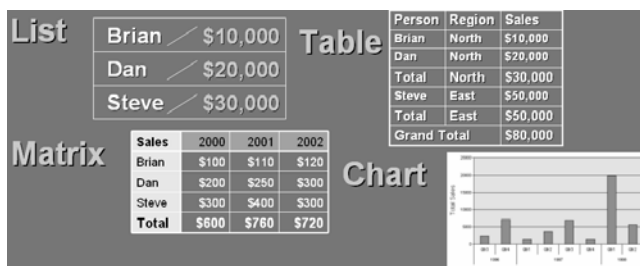 List
Brian $10,000
Dan $20,000
Steve $30,000
Table
Person Region Sales
Brian North $10,000
Dan North $20,000
Total North $30,000
Steve East $50,000
Total East $50,000
Grand Total $80,000
Matrix
Sales 2000 2001 2002
Brian $100 $110 $120
Dan $200 $250 $300
Steve $300 $400 $300
Total $600 $760 $720
Chart
Total Sales